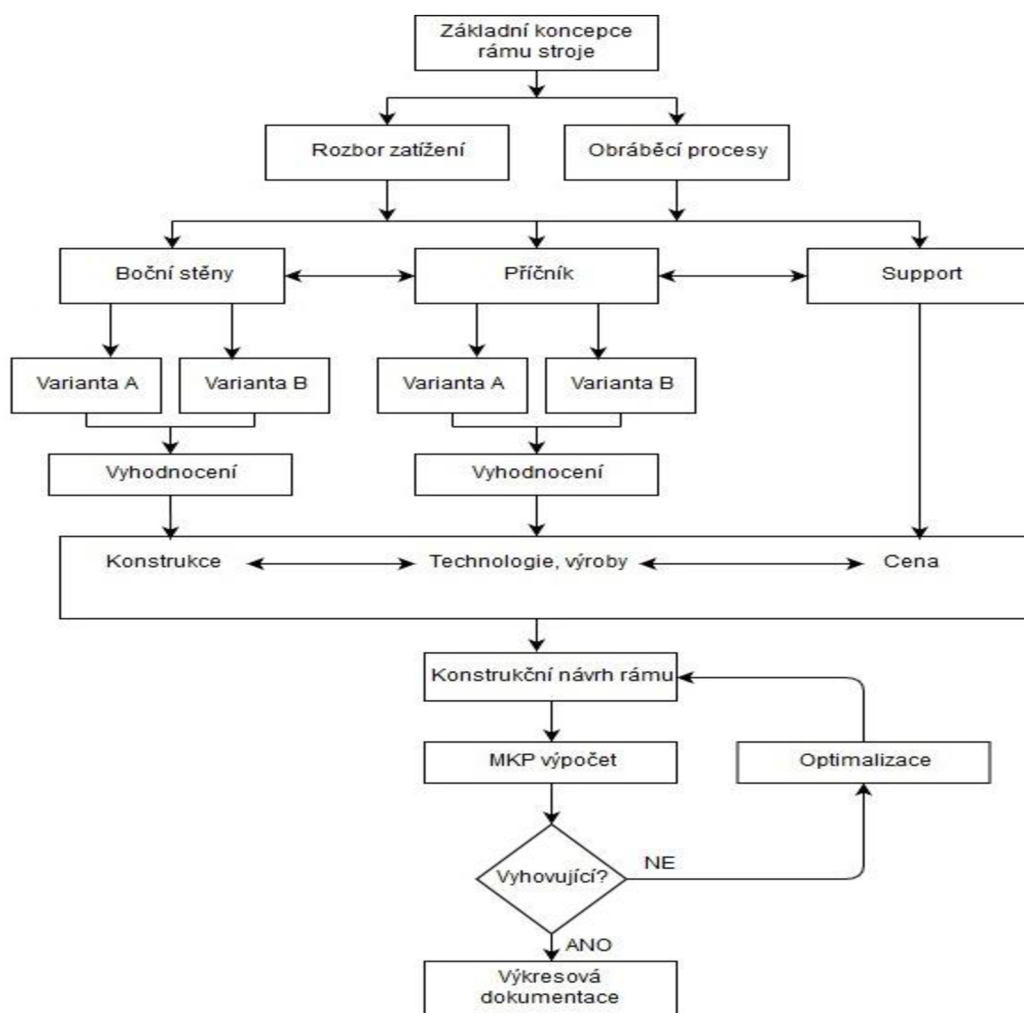 Základní koncepce
rámu stroje
Rozbor zatížení
Obráběcí procesy
Boční stěny
Příčník
Support
Varianta A
Varianta B
Varianta A
Varianta B
Vyhodnocení
Vyhodnocení
Konstrukce
Technologie, výroby
Cena
Konstrukční návrh rámu
MKP výpočet
Optimalizace
Vyhovující?
NE
ANO
Výkresová
dokumentace